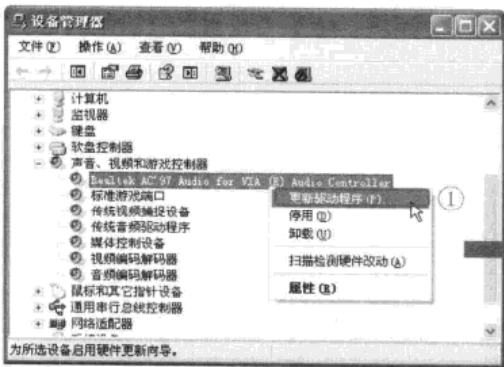 设备管理器
文件(F) 操作(A) 查看(V) 帮助(H)
计算机
监视器
键盘
软盘控制器
声音、视频和游戏控制器
Realtek AC'97 Audio for VIA (R) Audio Controller
标准游戏端口
传统视频捕捉设备
传统音频驱动程序
媒体控制设备
视频编码解码器
音频编码解码器
鼠标和其它指针设备
通用串行总线控制器
网络适配器
更新驱动程序(P)
停用(D)
卸载(U)
扫描检测硬件改动(A)
属性(R)
①
为所选设备启用硬件更新向导。